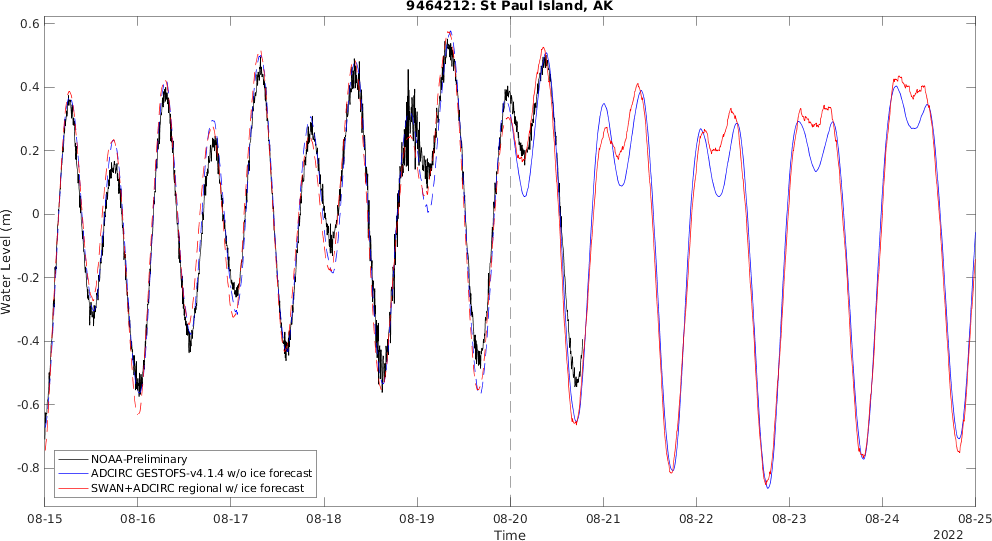 9464212: St Paul Island, AK
0.6
0.4
0.2
0
-0.2
-0.4
-0.6
-0.8
Water Level (m)
NOAA-Preliminary
ADCIRC GESTOFS-v4.1.4 w/o ice forecast
SWAN+ADCIRC regional w/ ice forecast
08-15 08-16 08-17 08-18 08-19 08-20 08-21 08-22 08-23 08-24 08-25
Time
2022